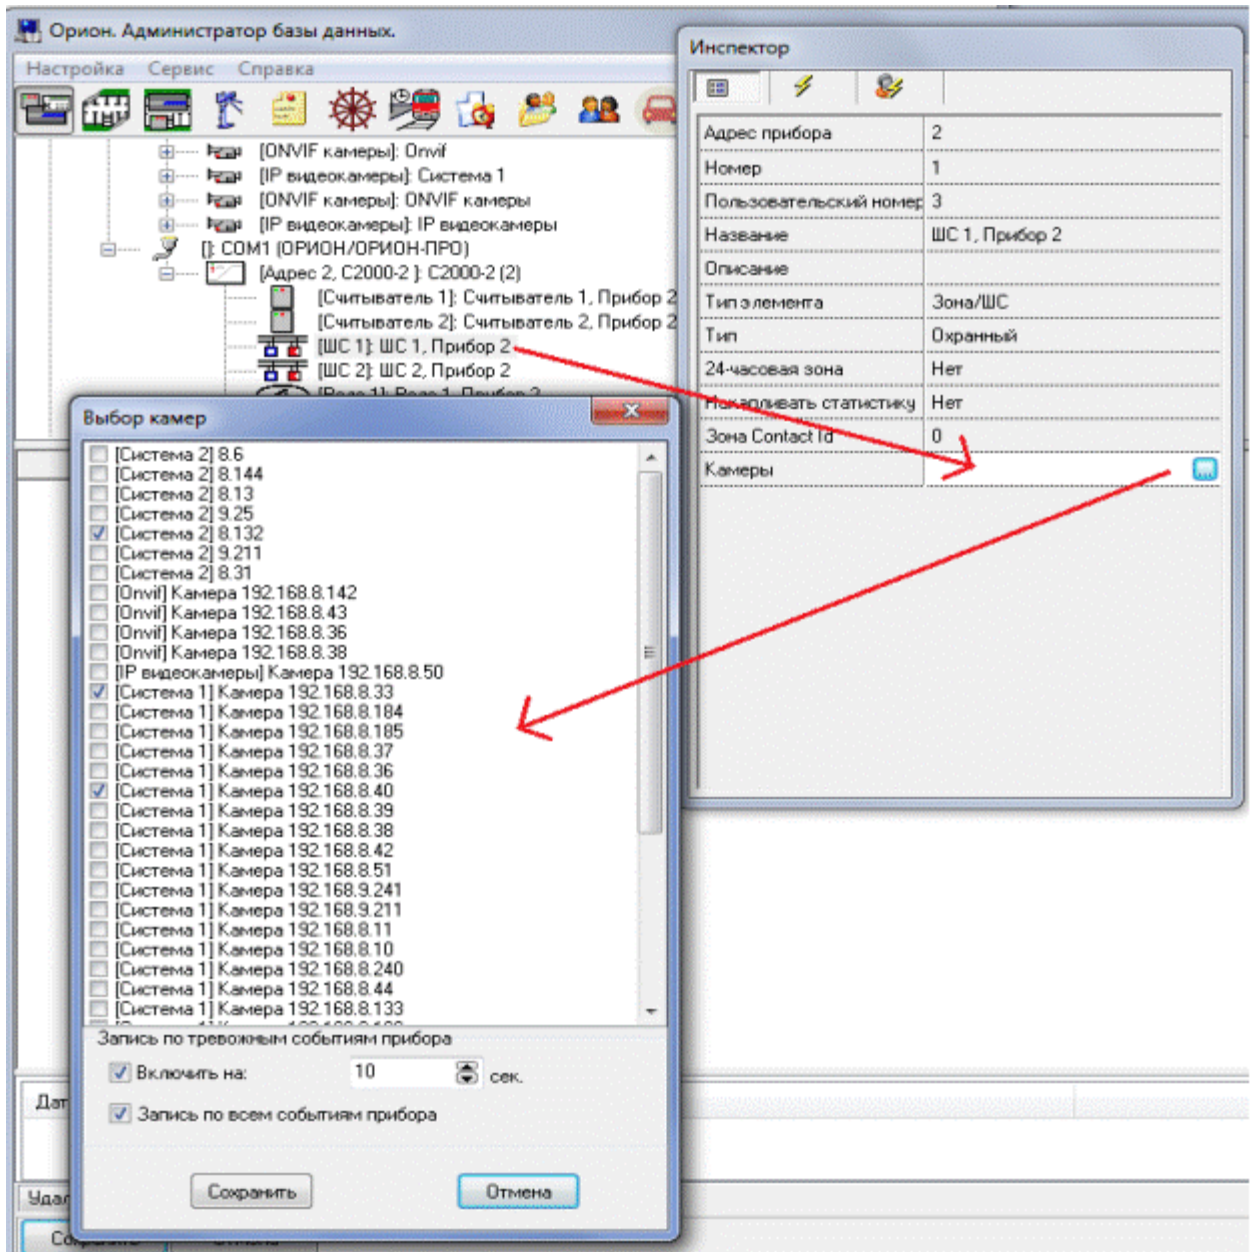 Орион. Администратор базы данных.
Настройка Сервис Справка
[ONVIF камеры]: Onvif
[IP видеокамеры]: Система 1
[ONVIF камеры]: ONVIF камеры
[IP видеокамеры]: IP видеокамеры
[]: COM1 (ОРИОН/ОРИОН-ПРО)
[Адрес 2, С2000-2 ]: С2000-2 (2)
[Считыватель 1]: Считыватель 1, Прибор 2
[Считыватель 2]: Считыватель 2, Прибор 2
[ШС 1]: ШС 1, Прибор 2
[ШС 2]: ШС 2, Прибор 2
[Реле 1]: Реле 1, Прибор 2
Инспектор
Адрес прибора 2
Номер 1
Пользовательский номер 3
Название ШС 1, Прибор 2
Описание
Тип элемента Зона/ШС
Тип Охранный
24-часовая зона Нет
Накапливать статистику Нет
Зона Contact Id 0
Камеры ...
Выбор камер
[Система 2] 8.6
[Система 2] 8.144
[Система 2] 8.13
[Система 2] 9.25
[Система 2] 8.132
[Система 2] 9.211
[Система 2] 8.31
[Onvif] Камера 192.168.8.142
[Onvif] Камера 192.168.8.43
[Onvif] Камера 192.168.8.36
[Onvif] Камера 192.168.8.38
[IP видеокамеры] Камера 192.168.8.50
[Система 1] Камера 192.168.8.33
[Система 1] Камера 192.168.8.184
[Система 1] Камера 192.168.8.185
[Система 1] Камера 192.168.8.37
[Система 1] Камера 192.168.8.36
[Система 1] Камера 192.168.8.40
[Система 1] Камера 192.168.8.39
[Система 1] Камера 192.168.8.38
[Система 1] Камера 192.168.8.42
[Система 1] Камера 192.168.8.51
[Система 1] Камера 192.168.9.241
[Система 1] Камера 192.168.9.211
[Система 1] Камера 192.168.8.11
[Система 1] Камера 192.168.8.10
[Система 1] Камера 192.168.8.240
[Система 1] Камера 192.168.8.44
[Система 1] Камера 192.168.8.133
Запись по тревожным событиям прибора
Включить на: 10 сек.
Запись по всем событиям прибора
Сохранить Отмена
Дат
Удал